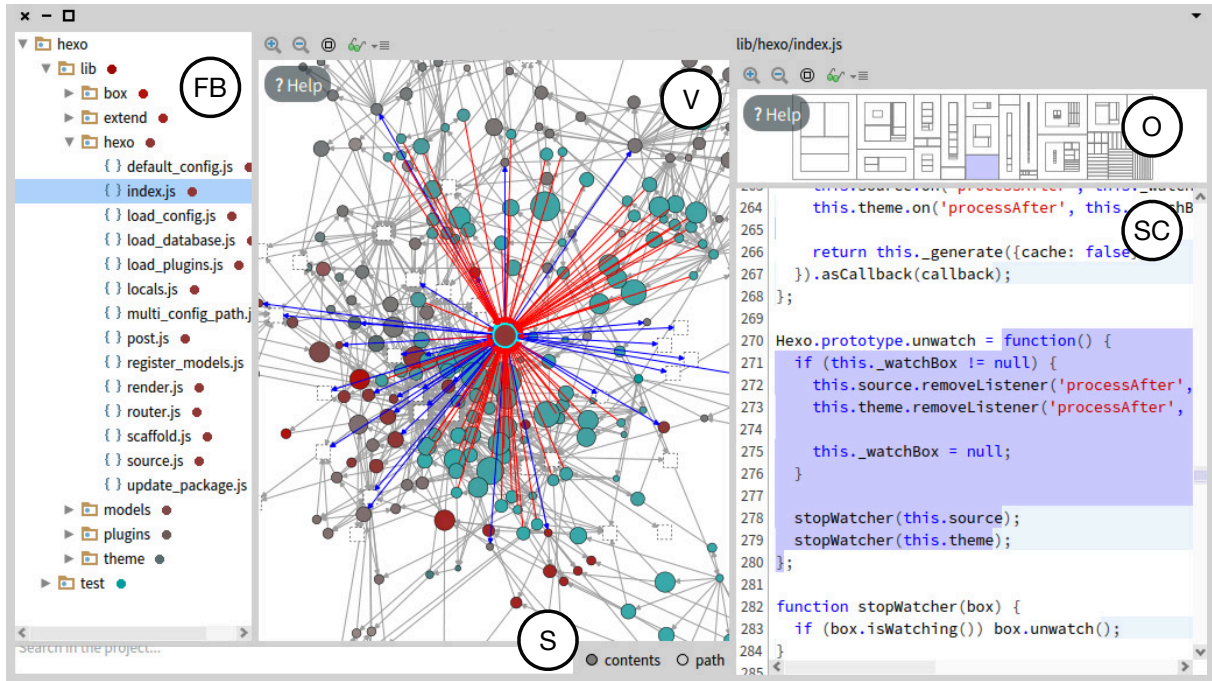 hexo
lib
box
extend
hexo
default_config.js
index.js
load_config.js
load_database.js
load_plugins.js
locals.js
multi_config_path.j
post.js
register_models.js
render.js
router.js
scaffold.js
source.js
update_package.js
models
plugins
theme
test
FB
Search in the project...
? Help
V
S
contents
path
lib/hexo/index.js
? Help
O
SC
264 this.theme.on('processAfter', this.
265
266 return this._generate({cache: false
267 }).asCallback(callback);
268 };
269
270 Hexo.prototype.unwatch = function() {
271 if (this._watchBox != null) {
272 this.source.removeListener('processAfter',
273 this.theme.removeListener('processAfter',
274
275 this._watchBox = null;
276 }
277
278 stopWatcher(this.source);
279 stopWatcher(this.theme);
280 };
281
282 function stopWatcher(box) {
283 if (box.isWatching()) box.unwatch();
284 }
285